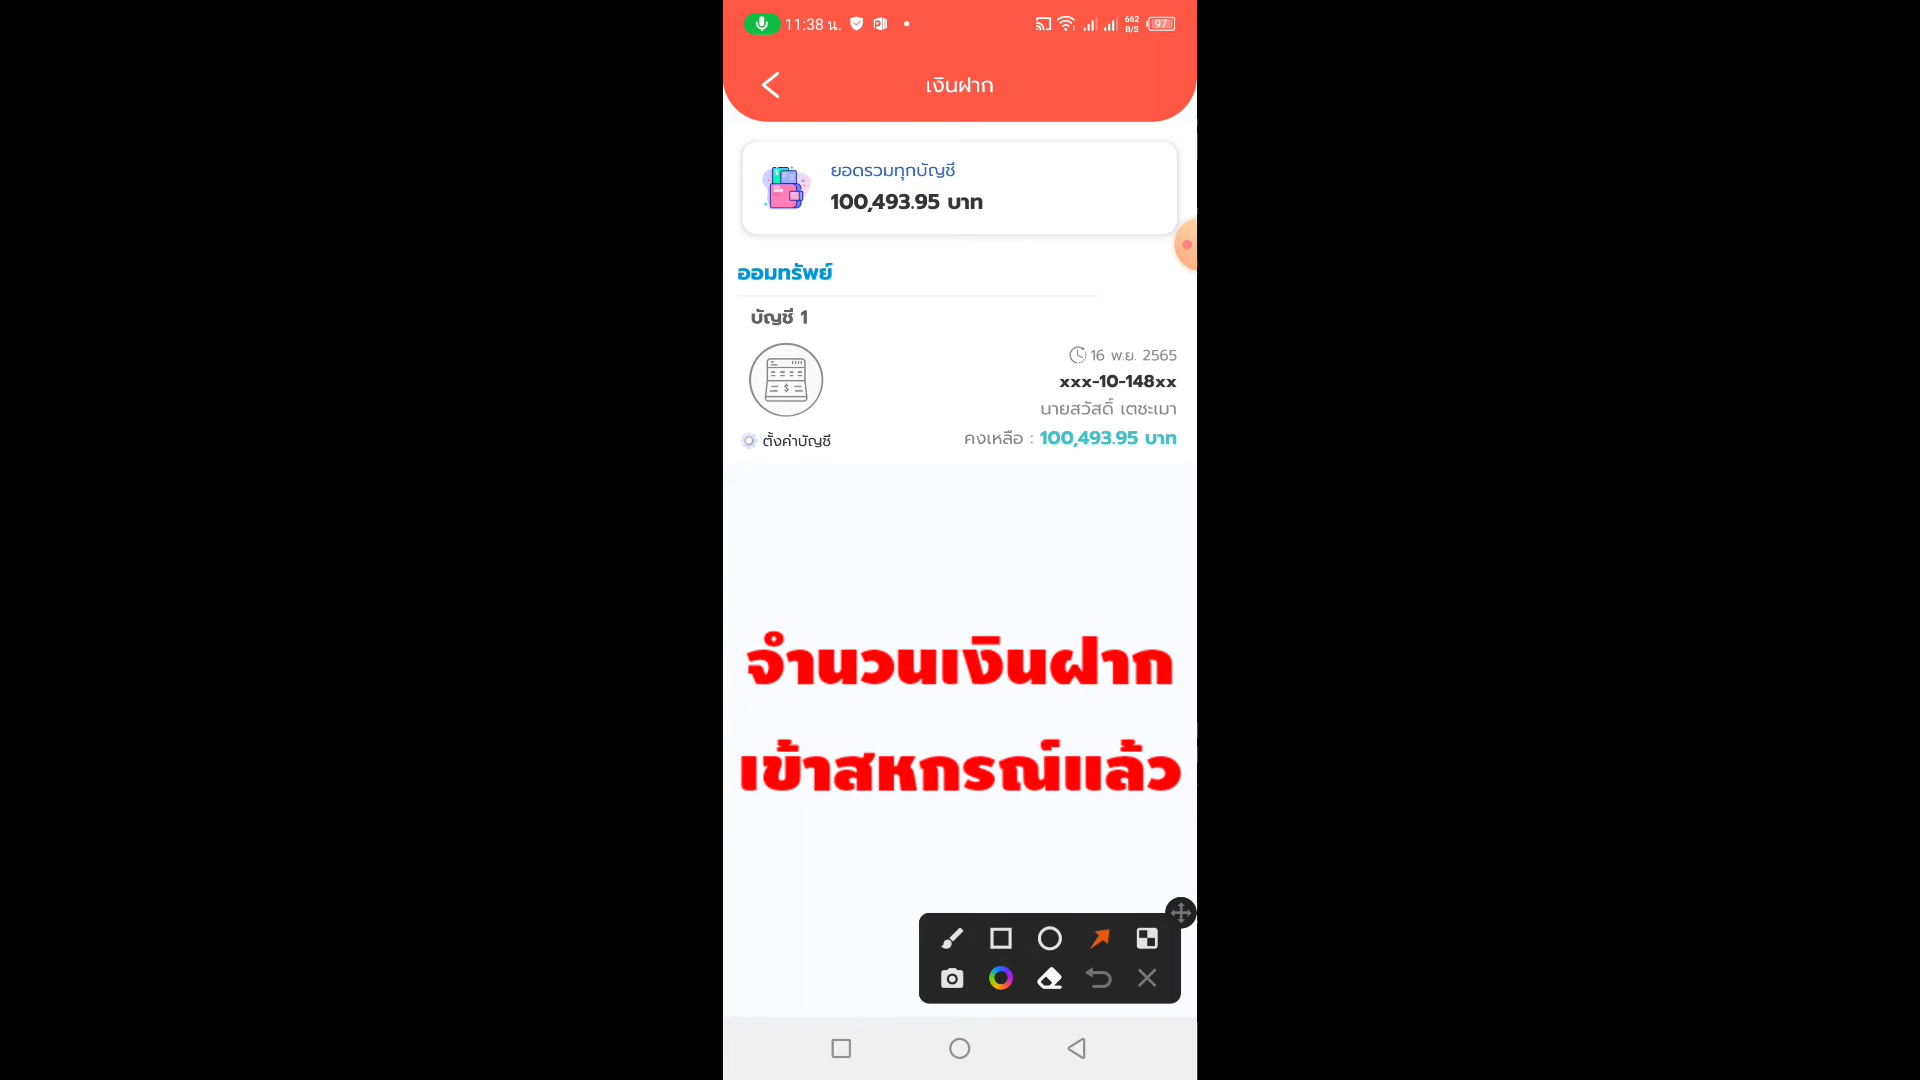 11:38 น.
662 B/S
97
เงินฝาก
ยอดรวมทุกบัญชี
100,493.95 บาท
ออมทรัพย์
บัญชี 1
16 พ.ย. 2565
xxx-10-148xx
นายสวัสดิ์ เตชะเมา
ตั้งค่าบัญชี
คงเหลือ : 100,493.95 บาท
จำนวนเงินฝาก
เข้าสหกรณ์แล้ว